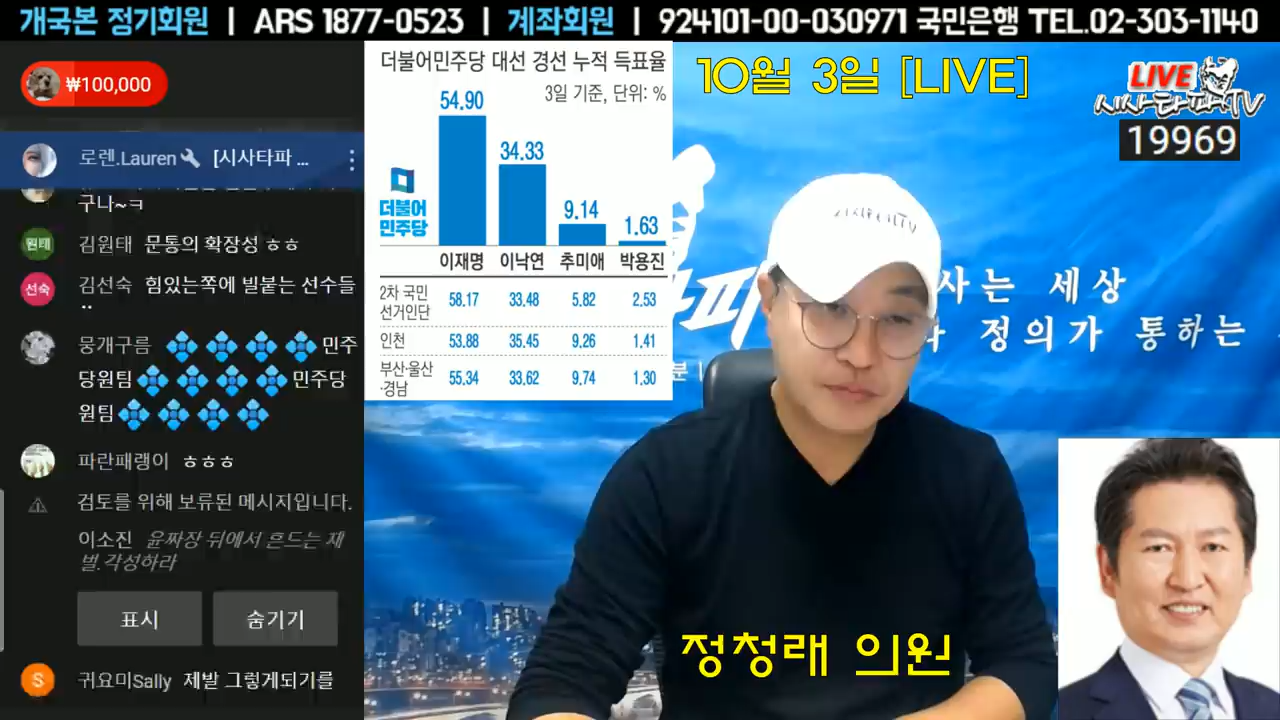 개국본 정기회원 | ARS 1877-0523 | 계좌회원 | 924101-00-030971 국민은행 TEL.02-303-1140
₩100,000
로렌.Lauren [시사타파 ...
구나~ㅋ
김원태 문통의 확장성 ㅎㅎ
원태
김선숙 힘있는쪽에 빌붙는 선수들
선숙
..
뭉개구름 민주
당원팀 민주당
원팀
파란패랭이 ㅎㅎㅎ
검토를 위해 보류된 메시지입니다.
이소진 윤짜장 뒤에서 흔드는 재
벌.각성하라
표시 숨기기
S
귀요미Sally 제발 그렇게되기를
더불어민주당 대선 경선 누적 득표율
3일 기준, 단위: %
54.90
34.33
9.14
1.63
더불어
민주당
이재명 이낙연 추미애 박용진
2차 국민
선거인단 58.17 33.48 5.82 2.53
인천 53.88 35.45 9.26 1.41
부산·울산
·경남 55.34 33.62 9.74 1.30
10월 3일 [LIVE]
LIVE
시사타파TV
19969
사는 세상
정의가 통하는
정청래 의원